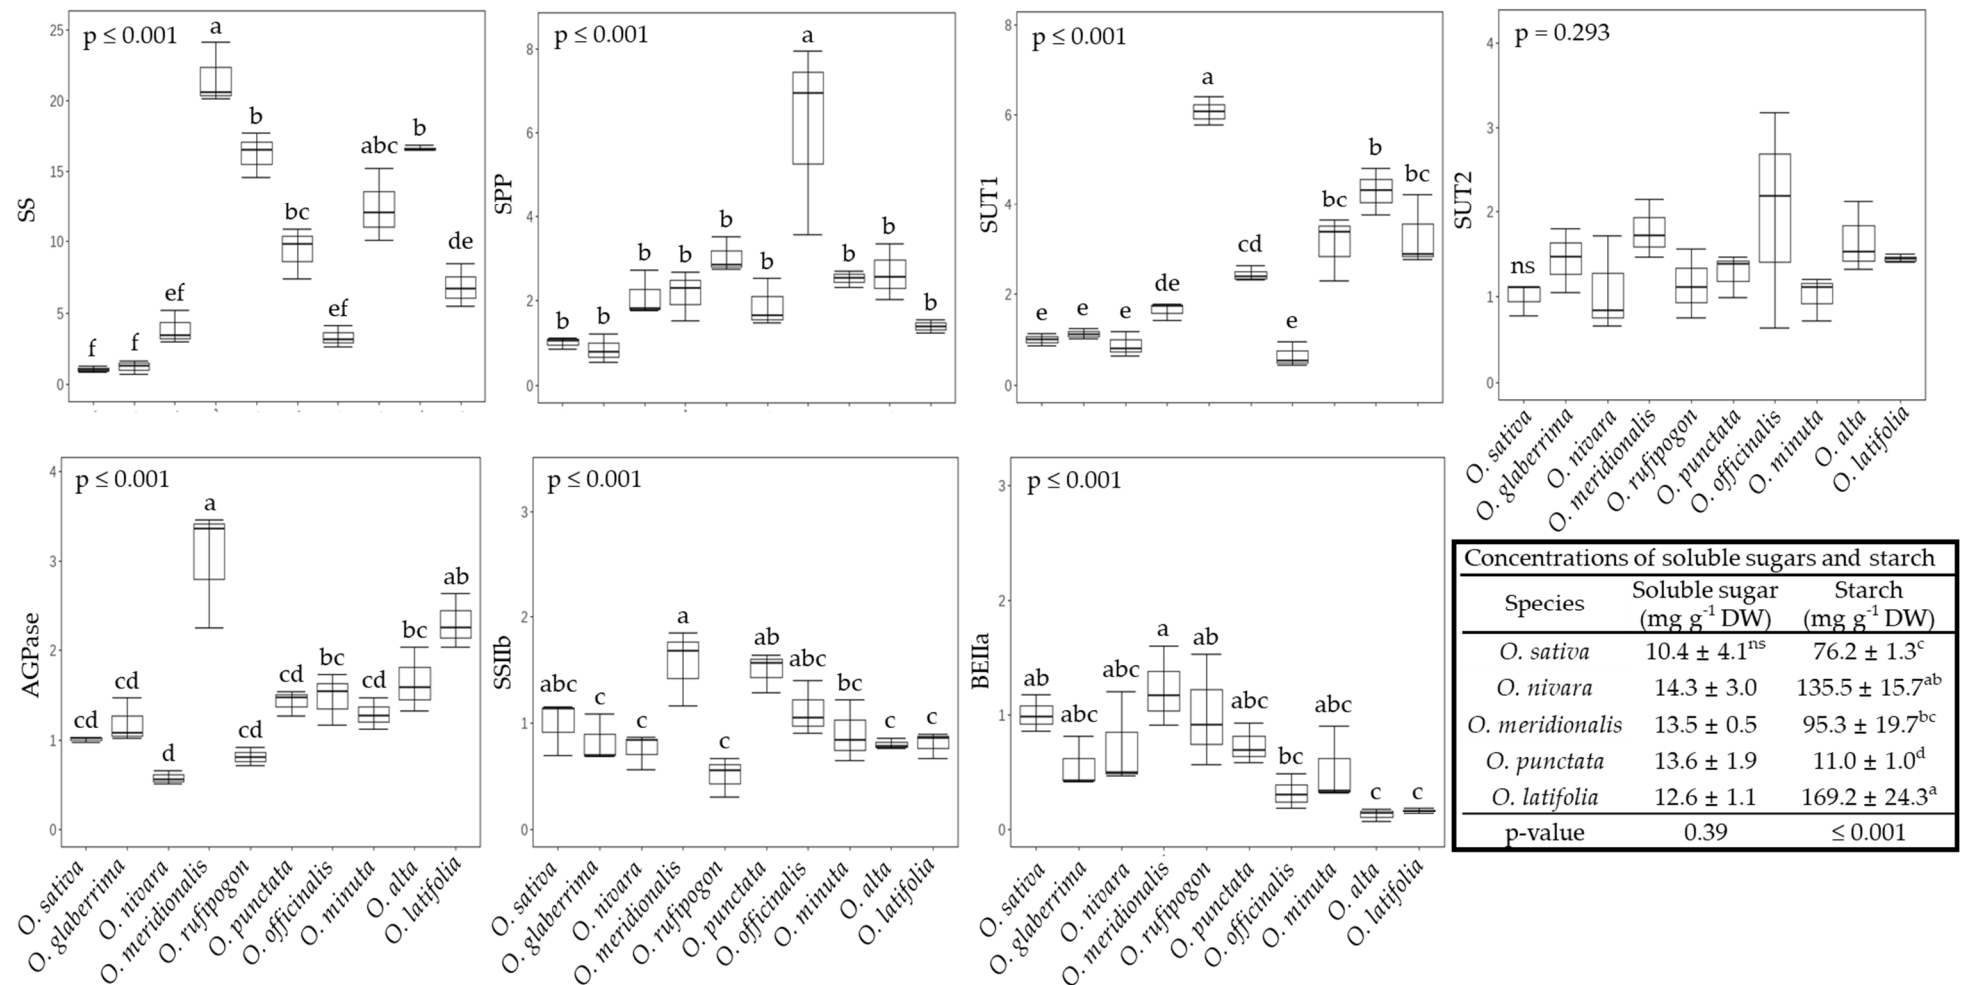 p ≤ 0.001
SS
25
20
15
10
5
0
f
f
ef
a
b
bc
ef
abc
b
de
p ≤ 0.001
SPP
8
6
4
2
0
b
b
b
b
b
b
a
b
b
b
p ≤ 0.001
SUT1
8
6
4
2
0
e
e
e
de
a
cd
e
bc
b
bc
p = 0.293
SUT2
4
3
2
1
0
ns
O. sativa
O. glaberrima
O. nivara
O. meridionalis
O. rufipogon
O. punctata
O. officinalis
O. minuta
O. alta
O. latifolia
p ≤ 0.001
AGPase
4
3
2
1
0
cd
cd
d
a
cd
cd
bc
cd
bc
ab
O. sativa
O. glaberrima
O. nivara
O. meridionalis
O. rufipogon
O. punctata
O. officinalis
O. minuta
O. alta
O. latifolia
p ≤ 0.001
SSIIb
3
2
1
0
abc
c
c
a
c
ab
abc
bc
c
c
O. sativa
O. glaberrima
O. nivara
O. meridionalis
O. rufipogon
O. punctata
O. officinalis
O. minuta
O. alta
O. latifolia
p ≤ 0.001
BEIIa
3
2
1
0
ab
abc
abc
a
ab
abc
bc
abc
c
c
O. sativa
O. glaberrima
O. nivara
O. meridionalis
O. rufipogon
O. punctata
O. officinalis
O. minuta
O. alta
O. latifolia
Concentrations of soluble sugars and starch
Species Soluble sugar (mg g⁻¹ DW) Starch (mg g⁻¹ DW)
O. sativa 10.4 ± 4.1ns 76.2 ± 1.3c
O. nivara 14.3 ± 3.0 135.5 ± 15.7ab
O. meridionalis 13.5 ± 0.5 95.3 ± 19.7bc
O. punctata 13.6 ± 1.9 11.0 ± 1.0d
O. latifolia 12.6 ± 1.1 169.2 ± 24.3a
p-value 0.39 ≤ 0.001